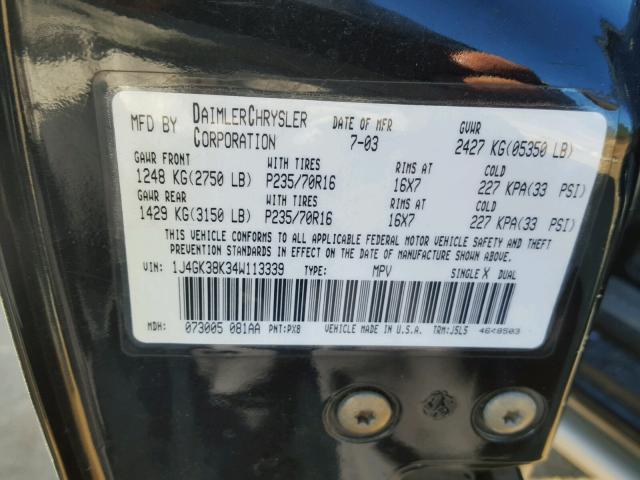 MFD BY DAIMLERCHRYSLER CORPORATION DATE OF MFR 7-03 GVWR 2427 KG(05350 LB)
GAWR FRONT WITH TIRES RIMS AT COLD
1248 KG(2750 LB) P235/70R16 16X7 227 KPA(33 PSI)
GAWR REAR WITH TIRES RIMS AT COLD
1429 KG(3150 LB) P235/70R16 16X7 227 KPA(33 PSI)
THIS VEHICLE CONFORMS TO ALL APPLICABLE FEDERAL MOTOR VEHICLE SAFETY AND THEFT
PREVENTION STANDARDS IN EFFECT ON THE DATE OF MANUFACTURE SHOWN ABOVE.
VIN: 1J4GK38K34W113339 TYPE: MPV SINGLE X DUAL
MDH: 073005 081AA PNT:PX8 VEHICLE MADE IN U.S.A. TRM:J5L5 46<8503